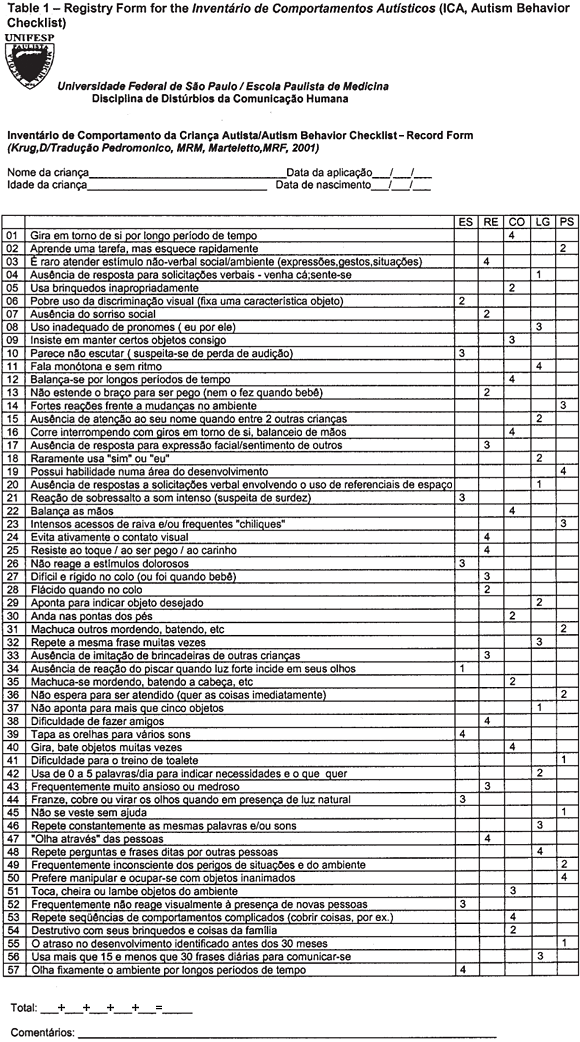 Table 1 – Registry Form for the Inventário de Comportamentos Autísticos (ICA, Autism Behavior
Checklist)
UNIFESP
Universidade Federal de São Paulo / Escola Paulista de Medicina
Disciplina de Distúrbios da Comunicação Humana
Inventário de Comportamento da Criança Autista/Autism Behavior Checklist – Record Form
(Krug,D/Tradução Pedromonico, MRM, Marteletto,MRF, 2001)
Nome da criança____________________Data da aplicação___/___/___
Idade da criança____________________ Data de nascimento___/___/___
ES RE CO LG PS
01 Gira em torno de si por longo período de tempo 4
02 Aprende uma tarefa, mas esquece rapidamente 2
03 É raro atender estímulo não-verbal social/ambiente (expressões,gestos,situações) 4
04 Ausência de resposta para solicitações verbais - venha cá;sente-se 1
05 Usa brinquedos inapropriadamente 2
06 Pobre uso da discriminação visual (fixa uma característica objeto) 2
07 Ausência do sorriso social 2
08 Uso inadequado de pronomes ( eu por ele) 3
09 Insiste em manter certos objetos consigo 3
10 Parece não escutar ( suspeita-se de perda de audição) 3
11 Fala monótona e sem ritmo 4
12 Balança-se por longos períodos de tempo 4
13 Não estende o braço para ser pego (nem o fez quando bebê) 2
14 Fortes reações frente a mudanças no ambiente 3
15 Ausência de atenção ao seu nome quando entre 2 outras crianças 2
16 Corre interrompendo com giros em torno de si, balanceio de mãos 4
17 Ausência de resposta para expressão facial/sentimento de outros 3
18 Raramente usa "sim" ou "eu" 2
19 Possui habilidade numa área do desenvolvimento 4
20 Ausência de respostas a solicitações verbal envolvendo o uso de referenciais de espaço 1
21 Reação de sobressalto a som intenso (suspeita de surdez) 3
22 Balança as mãos 4
23 Intensos acessos de raiva e/ou frequentes "chiliques" 3
24 Evita ativamente o contato visual 4
25 Resiste ao toque / ao ser pego / ao carinho 4
26 Não reage a estímulos dolorosos 3
27 Difícil e rígido no colo (ou foi quando bebê) 3
28 Flácido quando no colo 2
29 Aponta para indicar objeto desejado 2
30 Anda nas pontas dos pés 2
31 Machuca outros mordendo, batendo, etc 2
32 Repete a mesma frase muitas vezes 3
33 Ausência de imitação de brincadeiras de outras crianças 3
34 Ausência de reação do piscar quando luz forte incide em seus olhos 1
35 Machuca-se mordendo, batendo a cabeça, etc 2
36 Não espera para ser atendido (quer as coisas imediatamente) 2
37 Não aponta para mais que cinco objetos 1
38 Dificuldade de fazer amigos 4
39 Tapa as orelhas para vários sons 4
40 Gira, bate objetos muitas vezes 4
41 Dificuldade para o treino de toalete 1
42 Usa de 0 a 5 palavras/dia para indicar necessidades e o que quer 2
43 Frequentemente muito ansioso ou medroso 3
44 Franze, cobre ou virar os olhos quando em presença de luz natural 3
45 Não se veste sem ajuda 1
46 Repete constantemente as mesmas palavras e/ou sons 3
47 "Olha através" das pessoas 4
48 Repete perguntas e frases ditas por outras pessoas 4
49 Frequentemente inconsciente dos perigos de situações e do ambiente 2
50 Prefere manipular e ocupar-se com objetos inanimados 4
51 Toca, cheira ou lambe objetos do ambiente 3
52 Frequentemente não reage visualmente à presença de novas pessoas 3
53 Repete seqüências de comportamentos complicados (cobrir coisas, por ex.) 4
54 Destrutivo com seus brinquedos e coisas da família 2
55 O atraso no desenvolvimento identificado antes dos 30 meses 1
56 Usa mais que 15 e menos que 30 frases diárias para comunicar-se 3
57 Olha fixamente o ambiente por longos períodos de tempo 4
Total: ___+___+___+___+___=_____
Comentários: ____________________